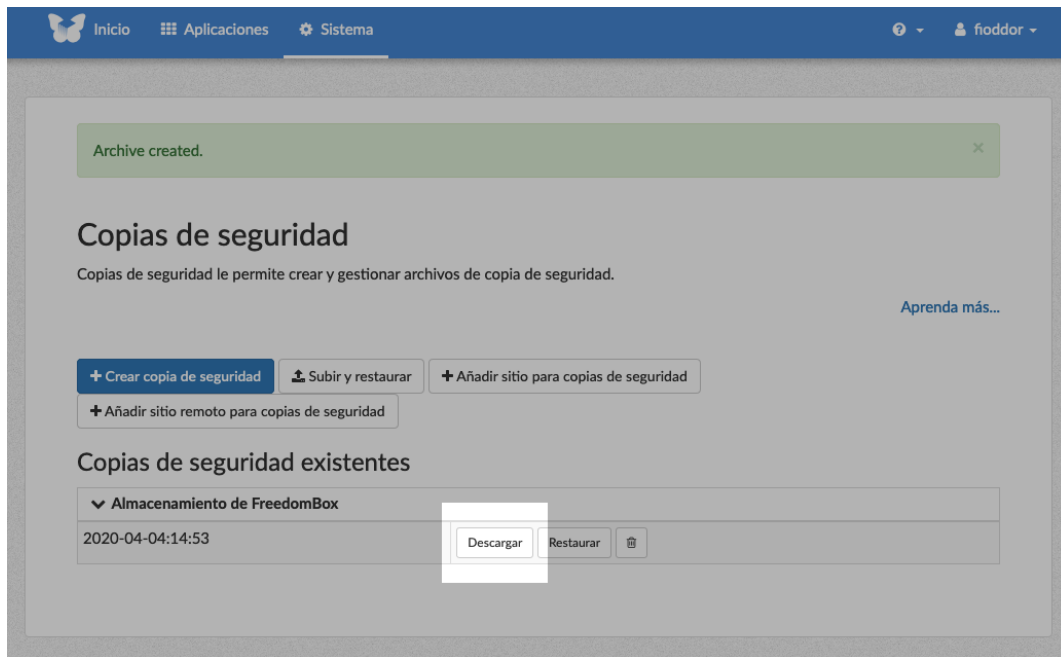 Inicio Aplicaciones Sistema fioddor
Archive created.
Copias de seguridad
Copias de seguridad le permite crear y gestionar archivos de copia de seguridad.
Aprenda más...
+ Crear copia de seguridad Subir y restaurar + Añadir sitio para copias de seguridad
+ Añadir sitio remoto para copias de seguridad
Copias de seguridad existentes
Almacenamiento de FreedomBox
2020-04-04:14:53 Descargar Restaurar